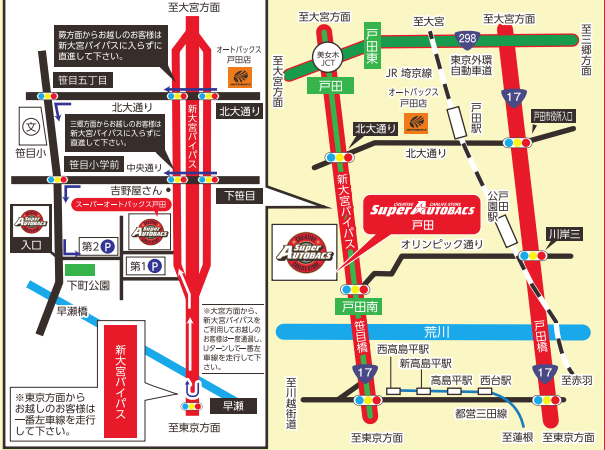 至大宮方面
蕨方面からお越しのお客様は
新大宮バイパスに入らずに
直進して下さい。
オートバックス
戸田店
笹目五丁目
北大通り
北大通り
文
笹目小
三郷方面からお越しのお客様は
新大宮バイパスに入らずに
直進して下さい。
新大宮バイパス
笹目小学前
中央通り
吉野屋さん
下笹目
スーパーオートバックス戸田
Super AUTOBACS
入口
第2 P
第1 P
Super AUTOBACS
下町公園
早瀬橋
新大宮バイパス
※東京方面から
お越しのお客様は
一番左車線を走行
して下さい。
※大宮方面から、
新大宮バイパスを
ご利用してお越しの
お客様は一度通過し、
Uターンして一番左
車線を走行して下
さい。
早瀬
至東京方面
至大宮方面
至大宮
至大宮方面
美女木
JCT
戸田東
298
東京外環
自動車道
至三郷方面
至大宮方面
戸田
JR 埼京線
オートバックス
戸田店
17
戸田駅
戸田市役所入口
北大通り
北大通り
新大宮バイパス
CREATIVE CARLIFE STORE
Super AUTOBACS
戸田
戸田公園駅
川岸三
オリンピック通り
Super AUTOBACS
戸田南
笹目橋
荒川
戸田橋
17
西高島平駅
新高島平駅
高島平駅
西台駅
17
至赤羽
至川越街道
都営三田線
至東京方面
至蓮根
至東京方面